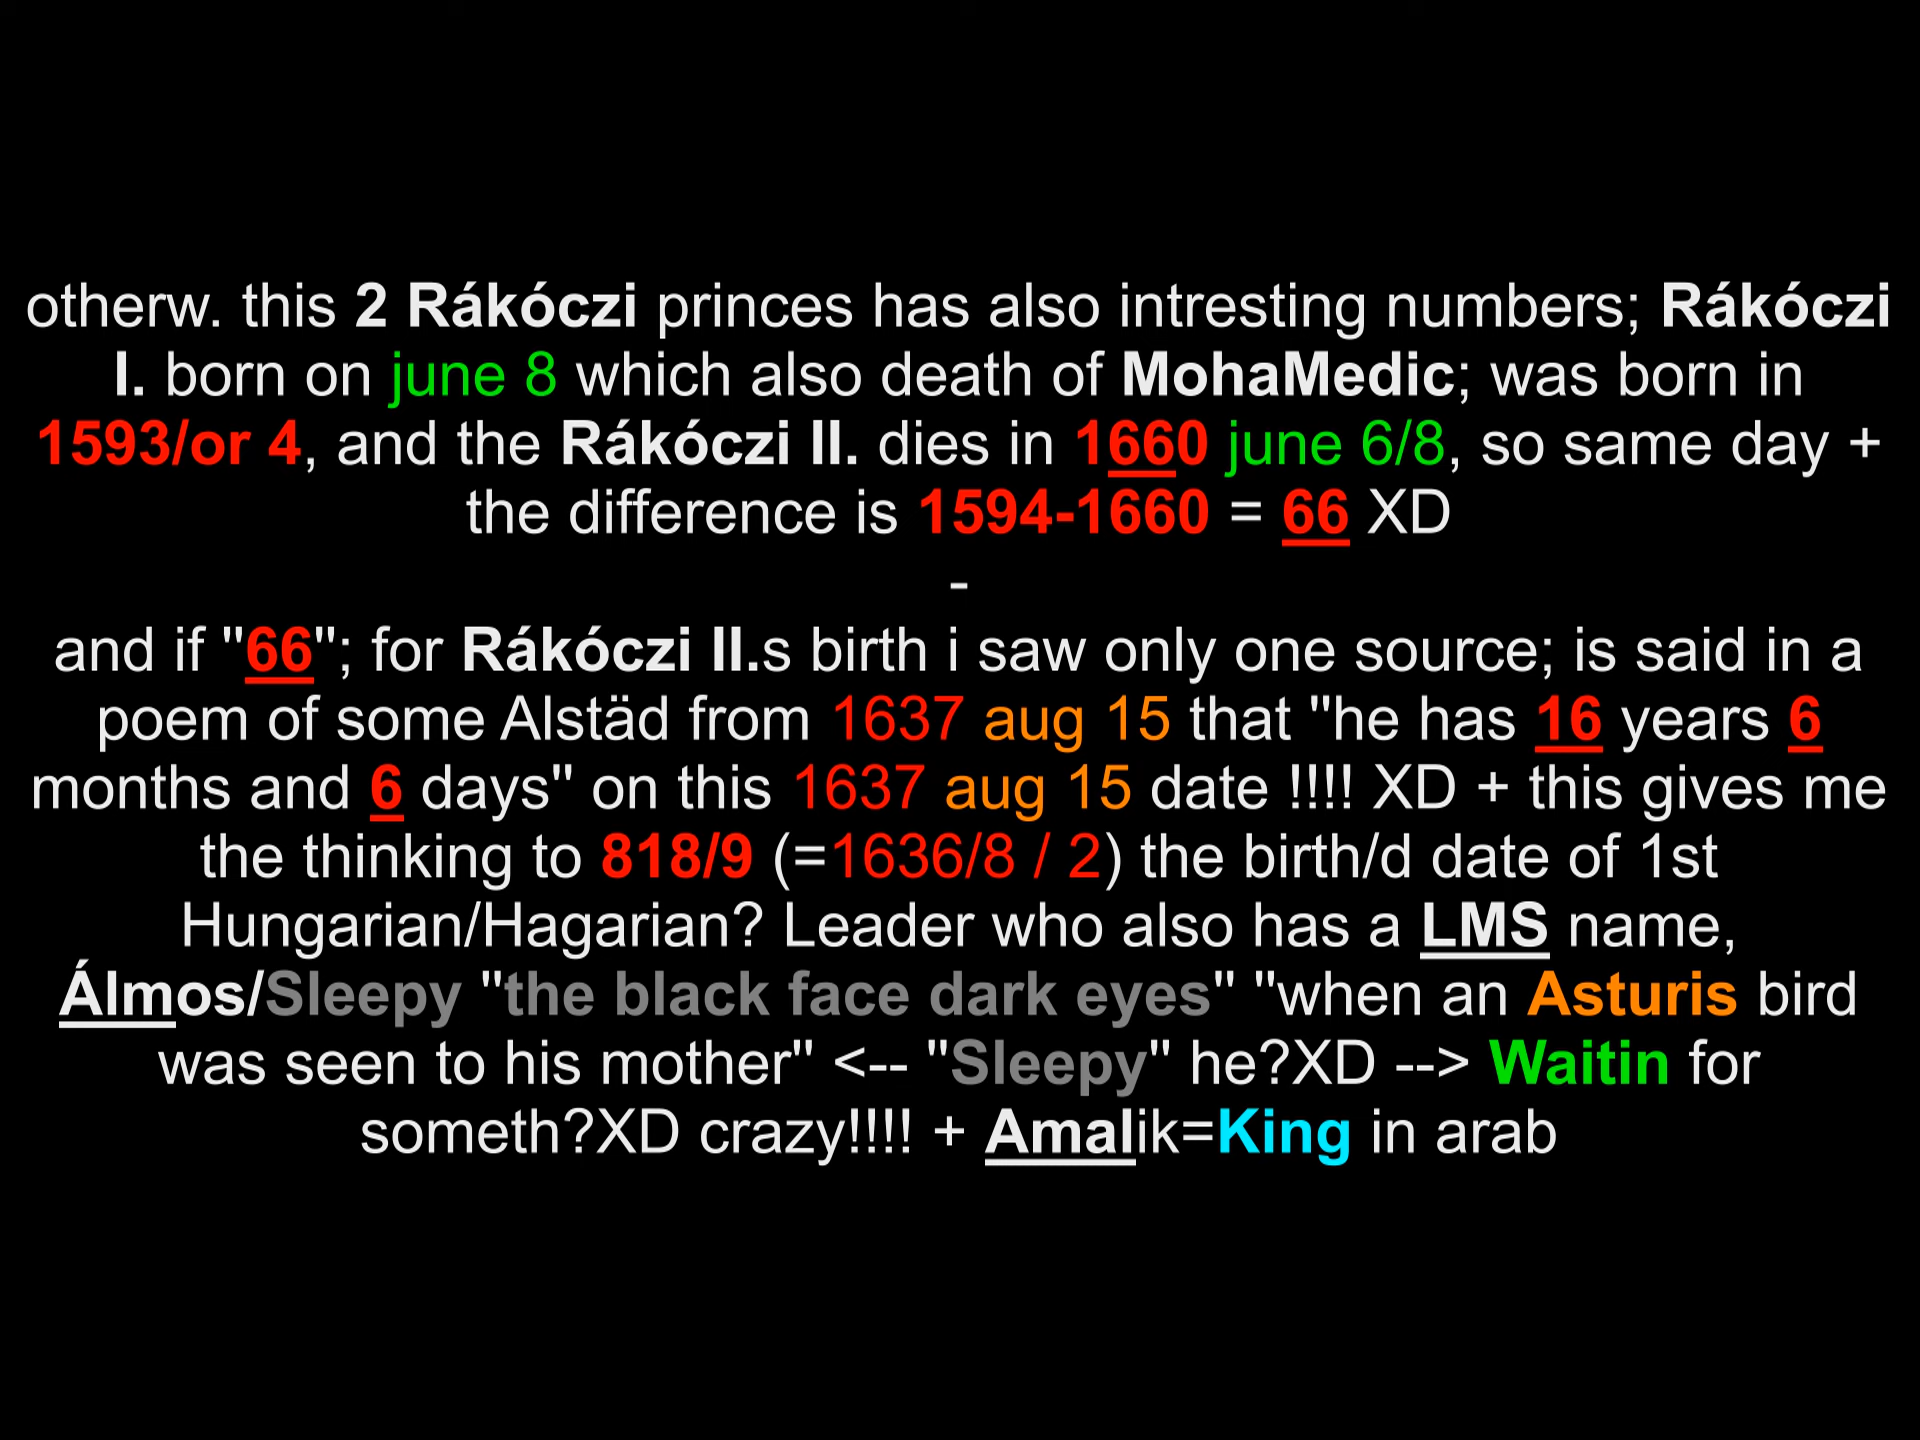 otherw. this 2 Rákóczi princes has also intresting numbers; Rákóczi
I. born on june 8 which also death of MohaMedic; was born in
1593/or 4, and the Rákóczi II. dies in 1660 june 6/8, so same day +
the difference is 1594-1660 = 66 XD
-
and if "66"; for Rákóczi II.s birth i saw only one source; is said in a
poem of some Alstäd from 1637 aug 15 that "he has 16 years 6
months and 6 days" on this 1637 aug 15 date !!!! XD + this gives me
the thinking to 818/9 (=1636/8 / 2) the birth/d date of 1st
Hungarian/Hagarian? Leader who also has a LMS name,
Álmos/Sleepy "the black face dark eyes" "when an Asturis bird
was seen to his mother" <-- "Sleepy" he?XD --> Waitin for
someth?XD crazy!!!! + Amalik=King in arab